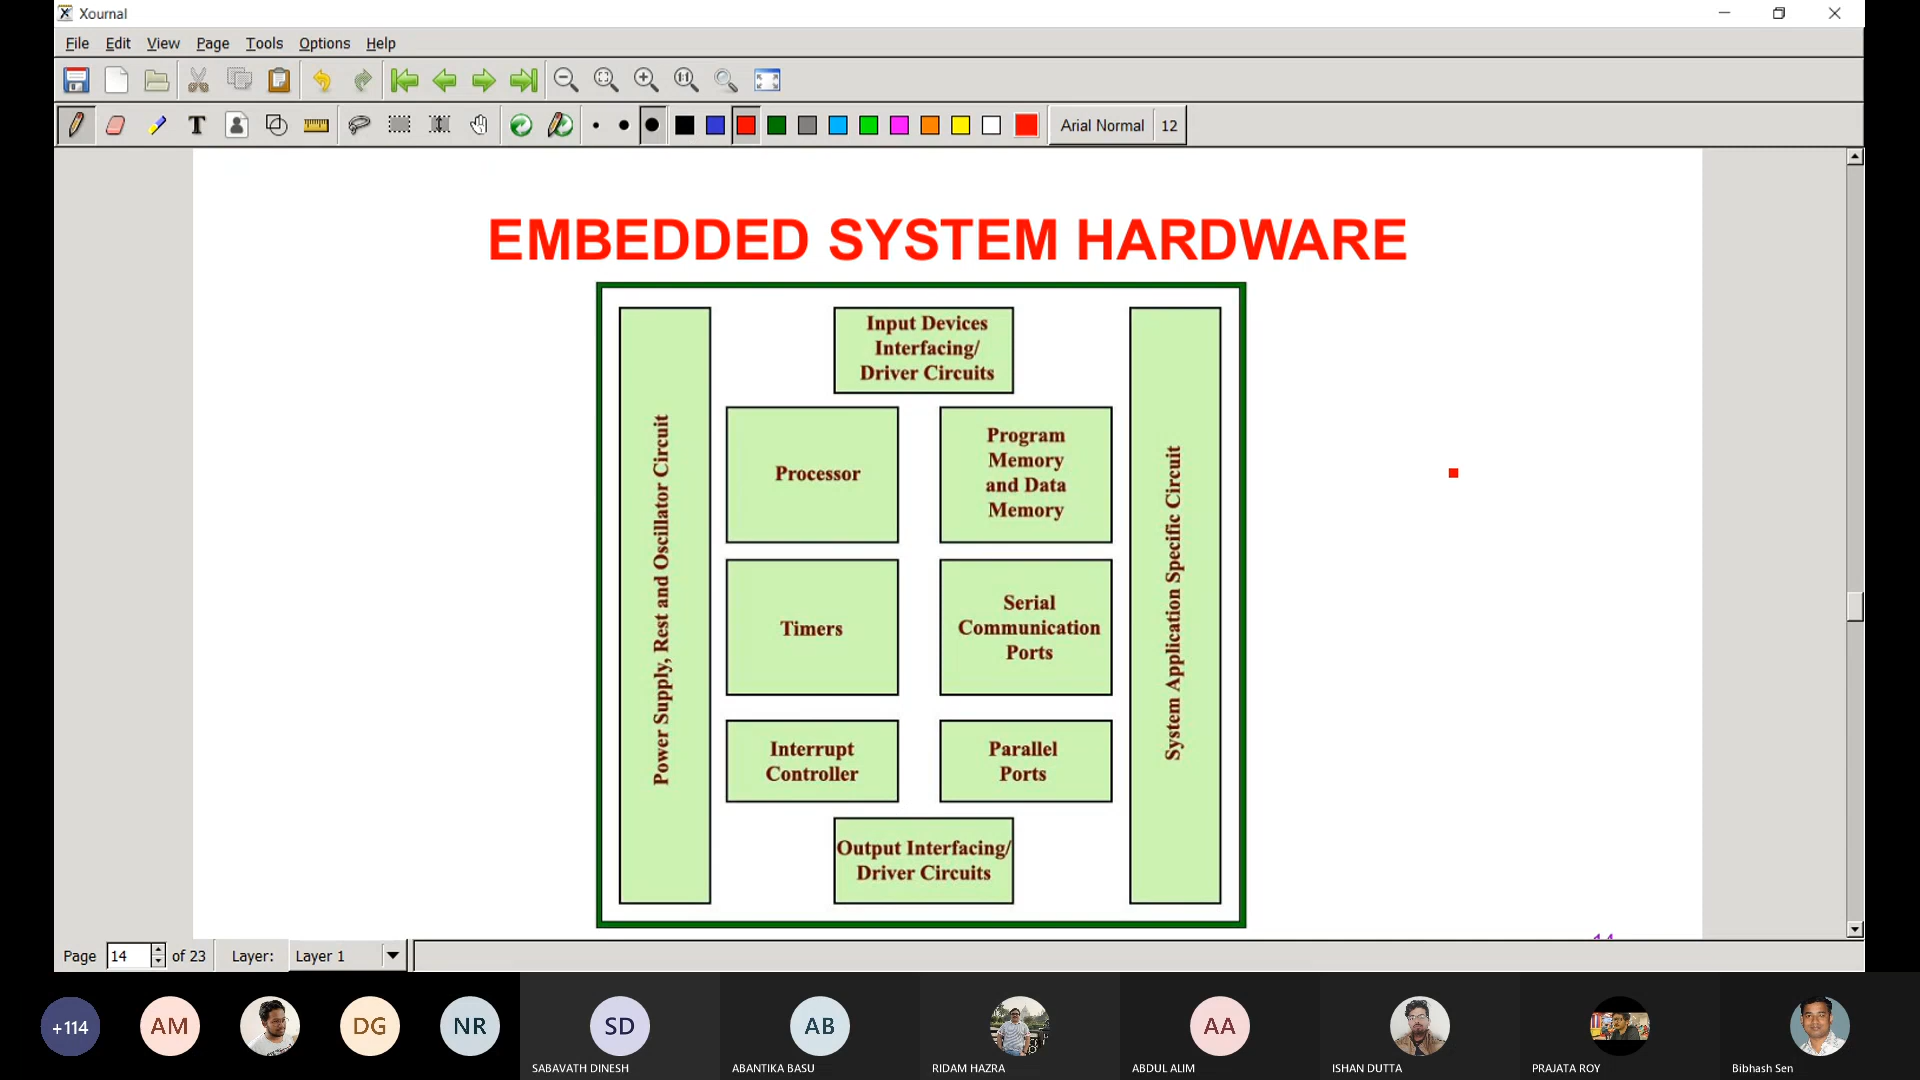 Xournal
File Edit View Page Tools Options Help
Arial Normal 12
EMBEDDED SYSTEM HARDWARE
Power Supply, Rest and Oscillator Circuit
Input Devices
Interfacing/
Driver Circuits
Processor
Program
Memory
and Data
Memory
Timers
Serial
Communication
Ports
Interrupt
Controller
Parallel
Ports
Output Interfacing/
Driver Circuits
System Application Specific Circuit
14
Page 14 of 23 Layer: Layer 1
+114
AM
DG
NR
SD
AB
AA
SABAVATH DINESH
ABANTIKA BASU
RIDAM HAZRA
ABDUL ALIM
ISHAN DUTTA
PRAJATA ROY
Bibhash Sen